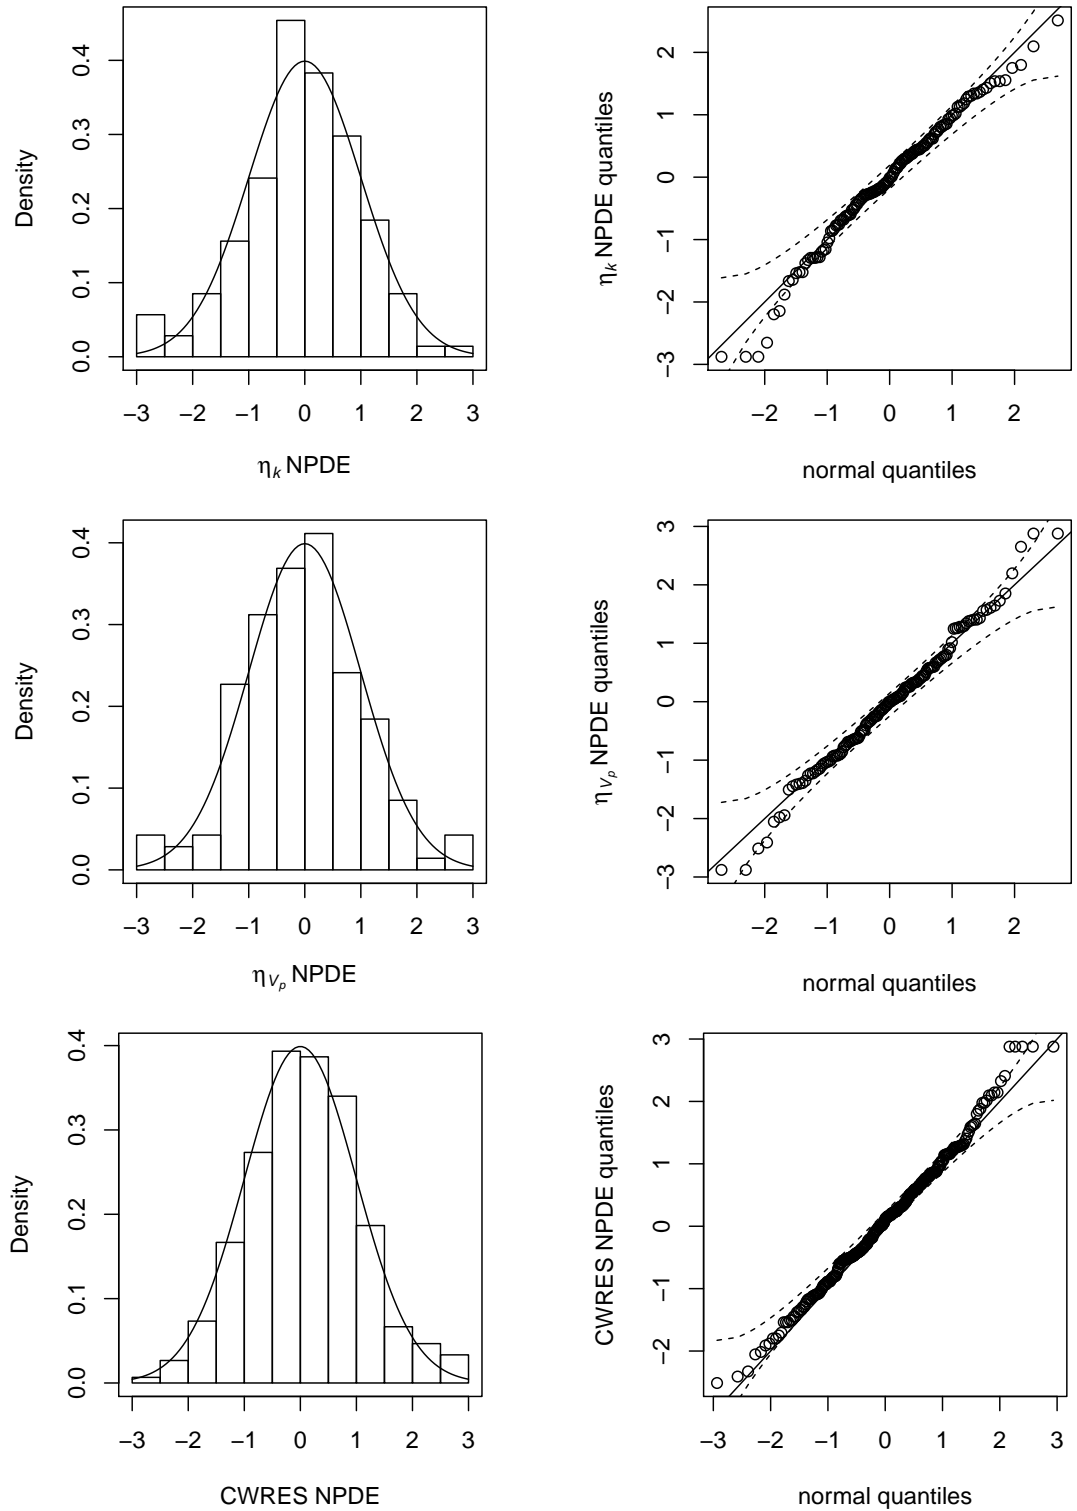 Density
0.0 0.1 0.2 0.3 0.4
−3 −2 −1 0 1 2 3
ηk NPDE
ηk NPDE quantiles
−3 −2 −1 0 1 2
−2 −1 0 1 2
normal quantiles
Density
0.0 0.1 0.2 0.3 0.4
−3 −2 −1 0 1 2 3
ηVp NPDE
ηVp NPDE quantiles
−3 −2 −1 0 1 2 3
−2 −1 0 1 2
normal quantiles
Density
0.0 0.1 0.2 0.3 0.4
−3 −2 −1 0 1 2 3
CWRES NPDE
CWRES NPDE quantiles
−2 −1 0 1 2 3
−3 −2 −1 0 1 2 3
normal quantiles